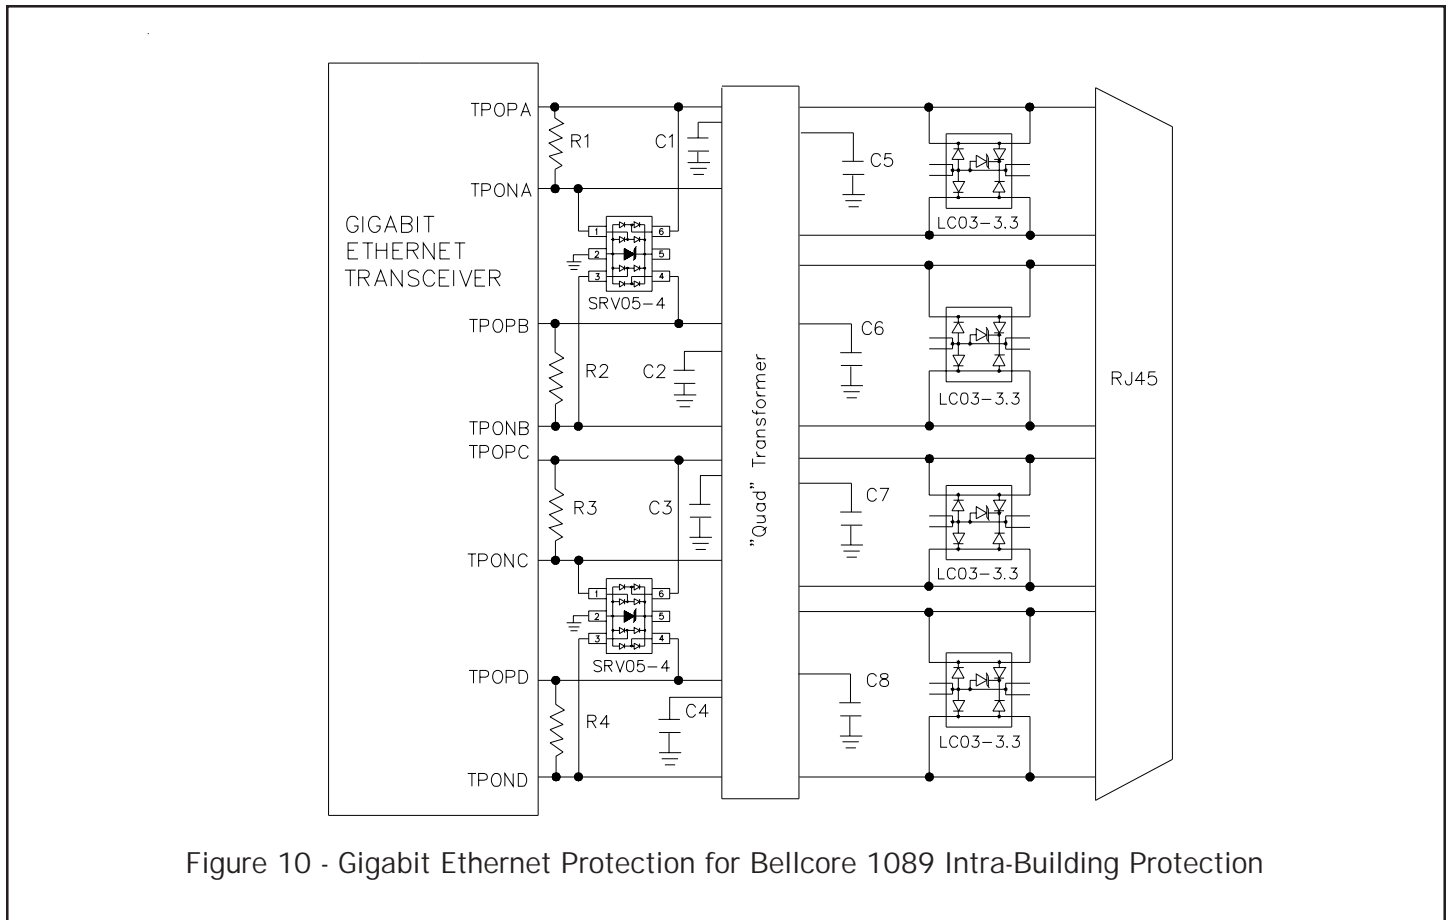 TPOPA
R1
C1
C5
TPONA
GIGABIT
ETHERNET
TRANSCEIVER
1
6
2
5
3
4
SRV05-4
LC03-3.3
TPOPB
R2
C2
C6
LC03-3.3
"Quad" Transformer
RJ45
TPONB
TPOPC
R3
C3
C7
TPONC
LC03-3.3
1
6
2
5
3
4
SRV05-4
TPOPD
R4
C4
C8
LC03-3.3
TPOND
Figure 10 - Gigabit Ethernet Protection for Bellcore 1089 Intra-Building Protection